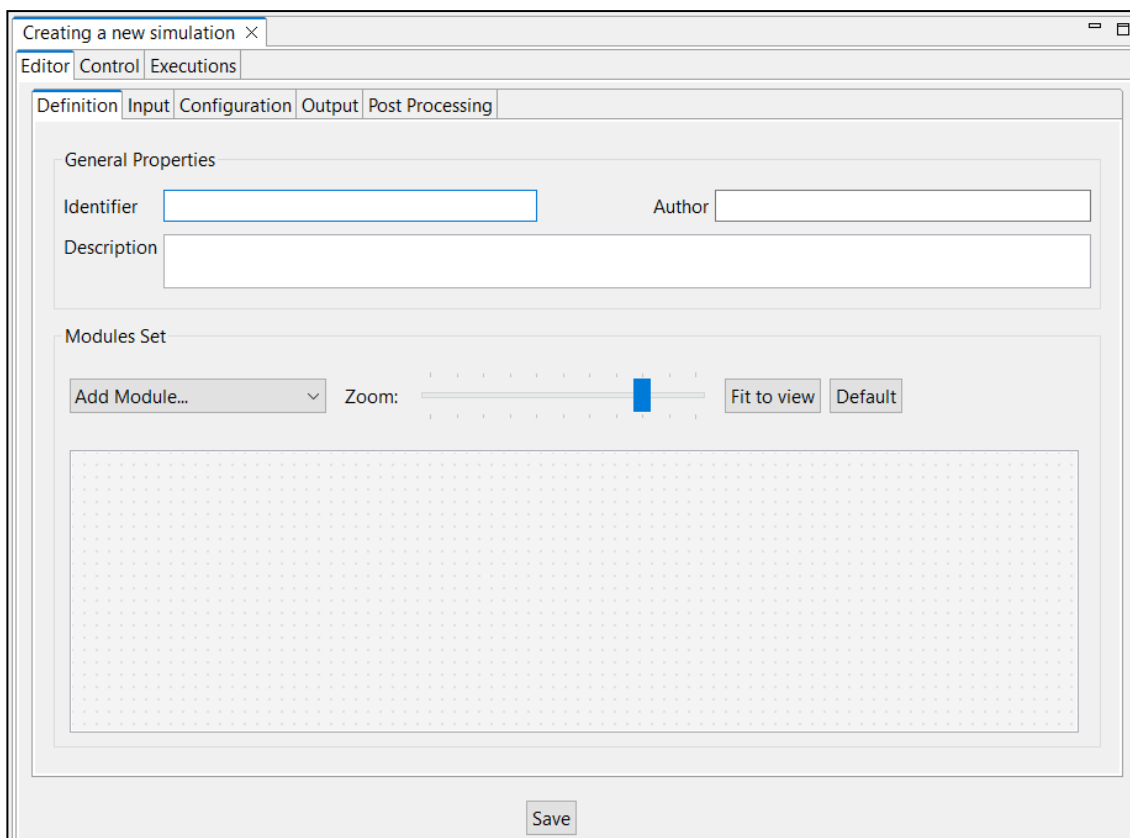 Creating a new simulation
Editor Control Executions
Definition Input Configuration Output Post Processing
General Properties
Identifier Author
Description
Modules Set
Add Module... Zoom: Fit to view Default
Save